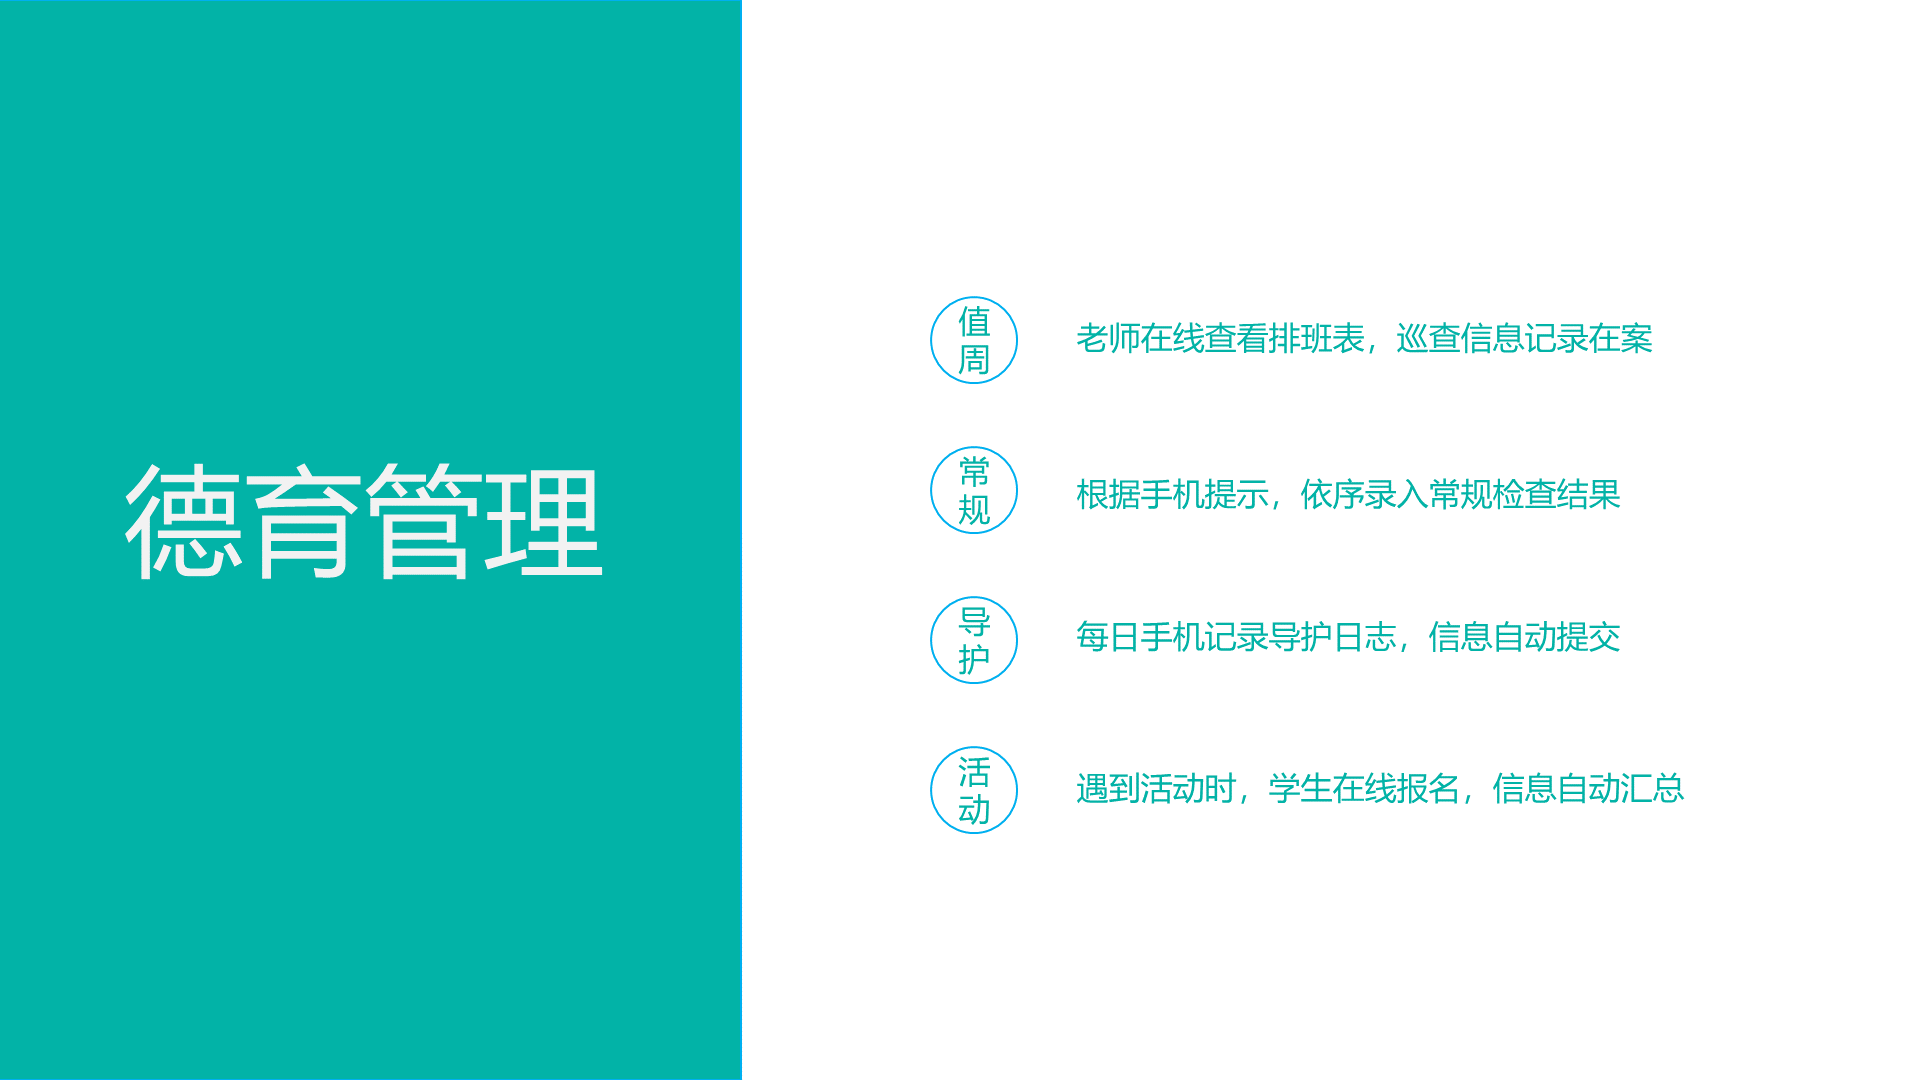 德育管理
值周
老师在线查看排班表，巡查信息记录在案
常规
根据手机提示，依序录入常规检查结果
导护
每日手机记录导护日志，信息自动提交
活动
遇到活动时，学生在线报名，信息自动汇总